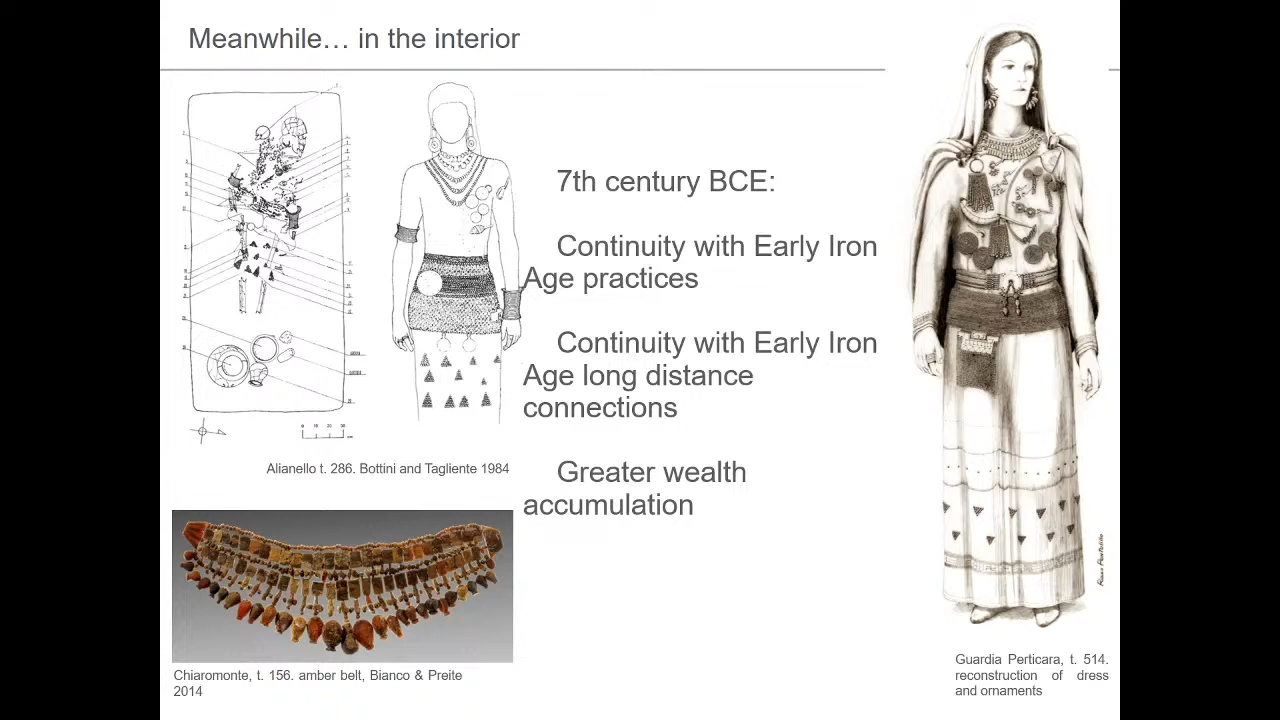 Meanwhile… in the interior
7th century BCE:
Continuity with Early Iron
Age practices
Continuity with Early Iron
Age long distance
connections
Greater wealth
accumulation
Alianello t. 286. Bottini and Tagliente 1984
Chiaromonte, t. 156. amber belt, Bianco & Preite
2014
Guardia Perticara, t. 514.
reconstruction of dress
and ornaments